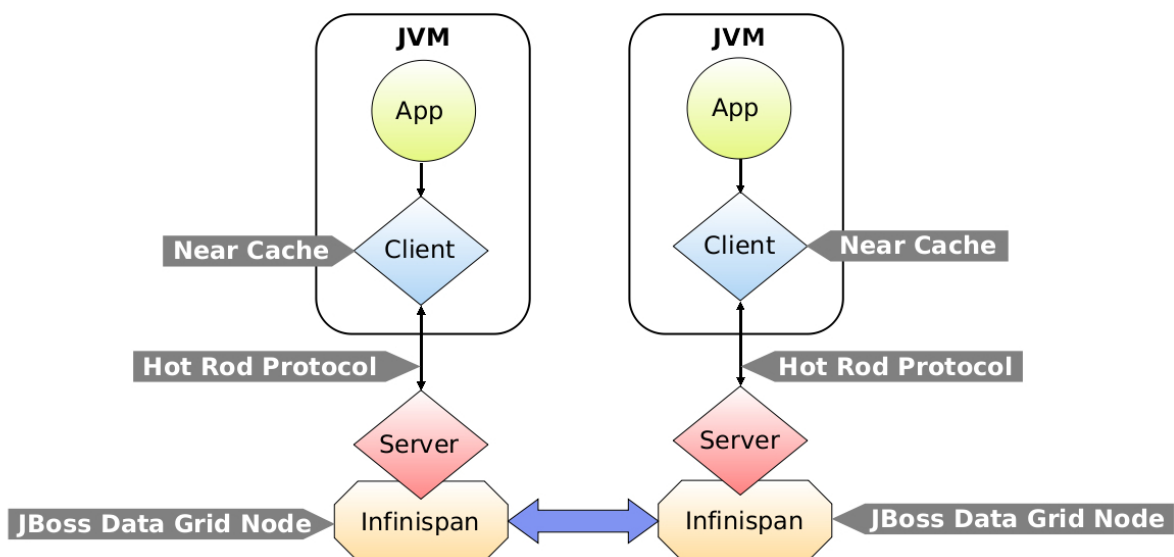 JVM
JVM
App
App
Near Cache
Client
Client
Near Cache
Hot Rod Protocol
Hot Rod Protocol
Server
Server
JBoss Data Grid Node
Infinispan
Infinispan
JBoss Data Grid Node